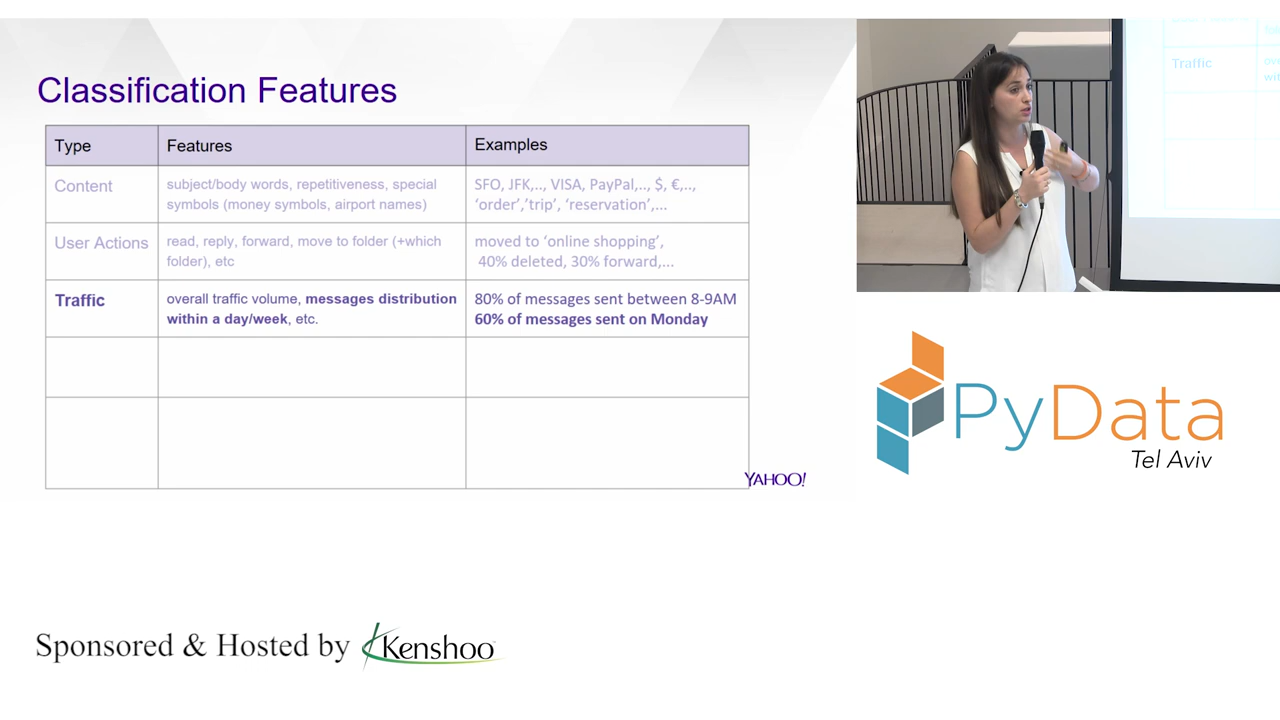 Classification Features
Type
Features
Examples
Content
subject/body words, repetitiveness, special
symbols (money symbols, airport names)
SFO, JFK,.., VISA, PayPal,.., $, €,..,
‘order’,’trip’, ‘reservation’,...
User Actions
read, reply, forward, move to folder (+which
folder), etc
moved to ‘online shopping’,
40% deleted, 30% forward,...
Traffic
overall traffic volume, messages distribution
within a day/week, etc.
80% of messages sent between 8-9AM
60% of messages sent on Monday
YAHOO!
Traffic
PyData
Tel Aviv
Sponsored & Hosted by Kenshoo